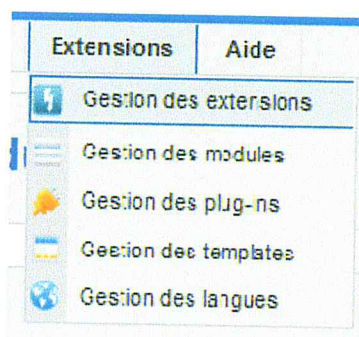 Extensions Aide
Gestion des extensions
Gestion des modules
Gestion des plug-ins
Gestion des templates
Gestion des langues